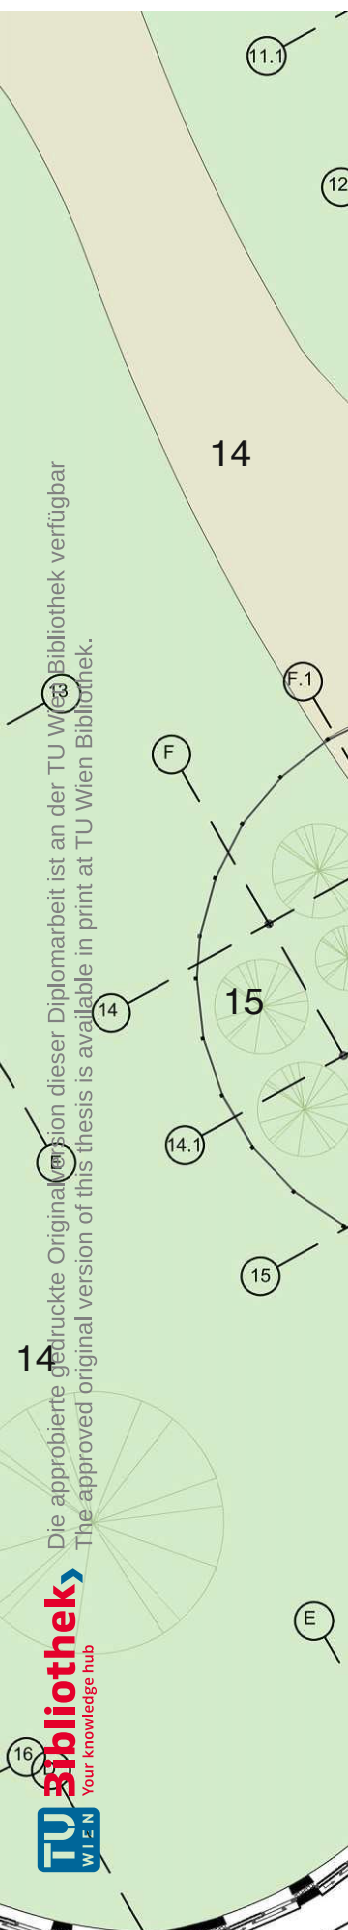 11.1
12
14
F.1
13
F
15
14
14.1
E
15
14
E
16
D
Die approbierte gedruckte Originalversion dieser Diplomarbeit ist an der TU Wien Bibliothek verfügbar
The approved original version of this thesis is available in print at TU Wien Bibliothek.
TU
WIEN
Bibliothek
Your knowledge hub